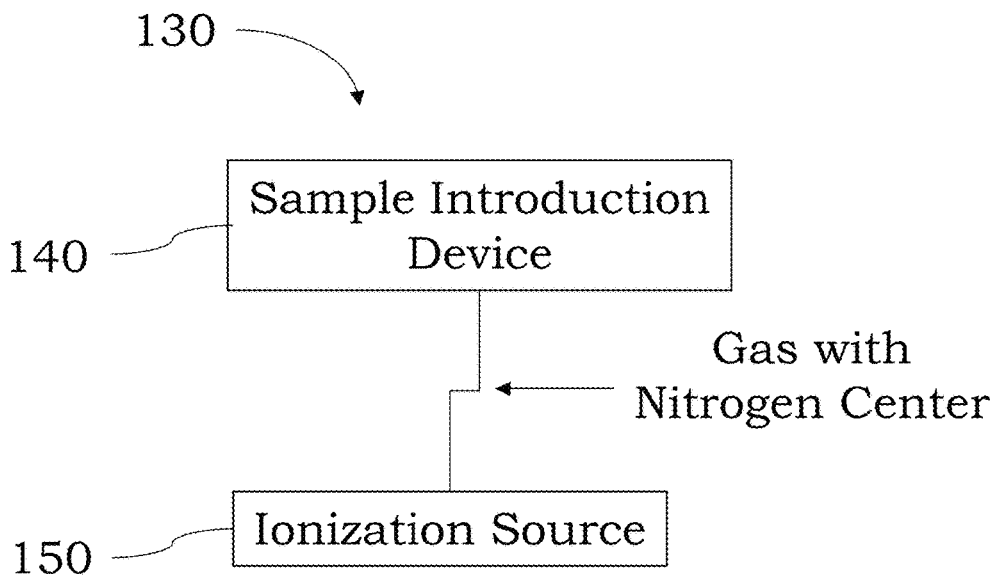 130
Sample Introduction
Device
140
Gas with
Nitrogen Center
Ionization Source
150